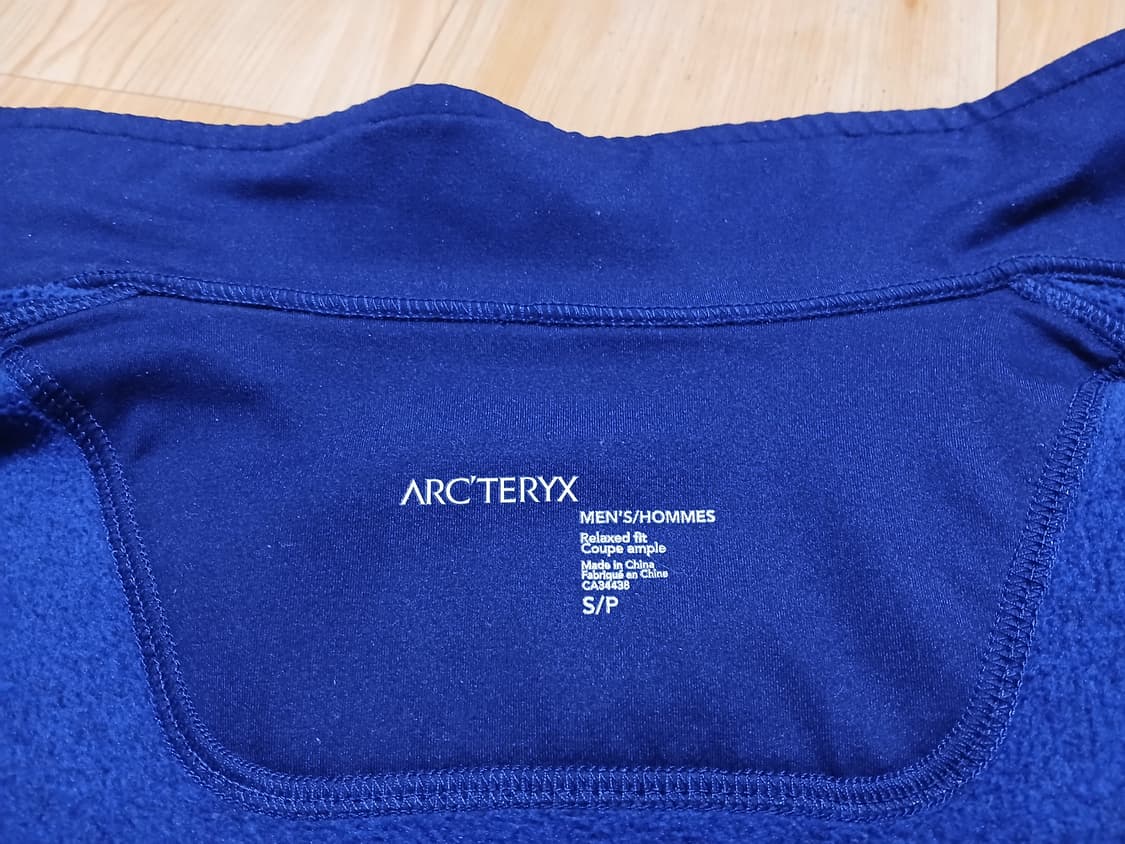 ARC'TERYX
MEN'S/HOMMES
Relaxed fit
Coupe ample
Made in China
Fabriqué en Chine
CA34438
S/P